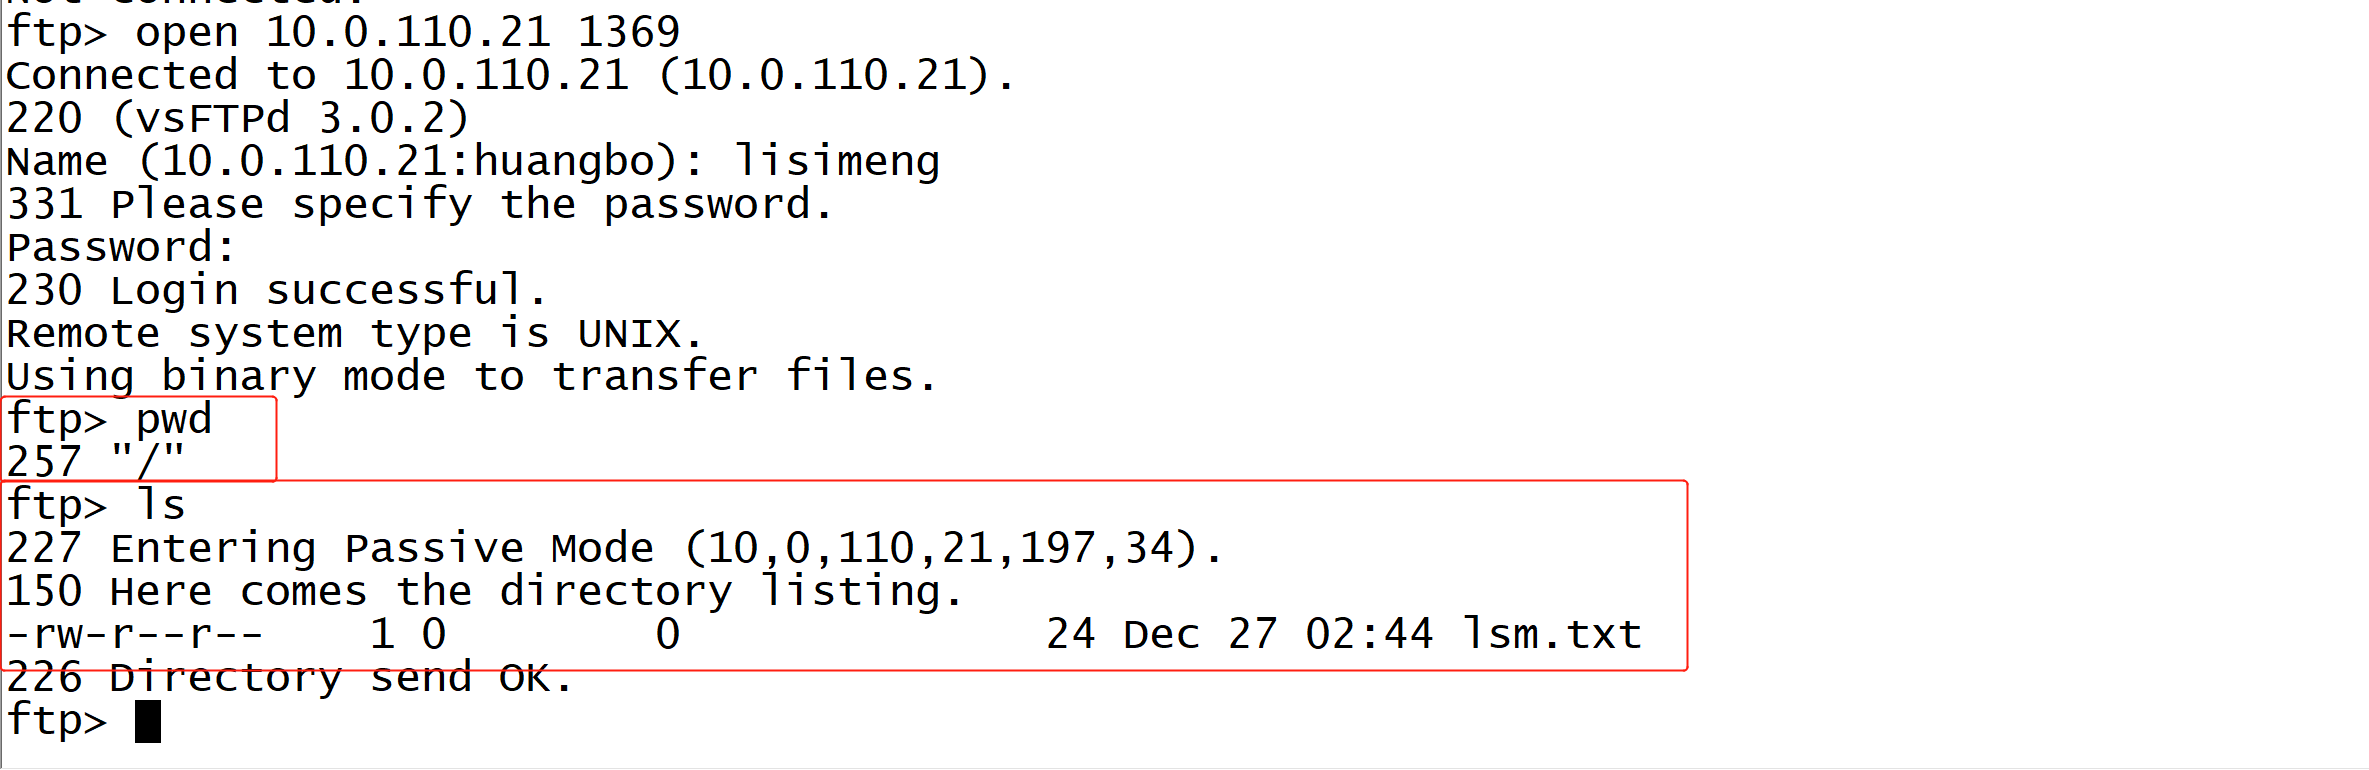 Not connected.
ftp> open 10.0.110.21 1369
Connected to 10.0.110.21 (10.0.110.21).
220 (vsFTPd 3.0.2)
Name (10.0.110.21:huangbo): lisimeng
331 Please specify the password.
Password:
230 Login successful.
Remote system type is UNIX.
Using binary mode to transfer files.
ftp> pwd
257 "/"
ftp> ls
227 Entering Passive Mode (10,0,110,21,197,34).
150 Here comes the directory listing.
-rw-r--r--    1 0        0              24 Dec 27 02:44 lsm.txt
226 Directory send OK.
ftp>